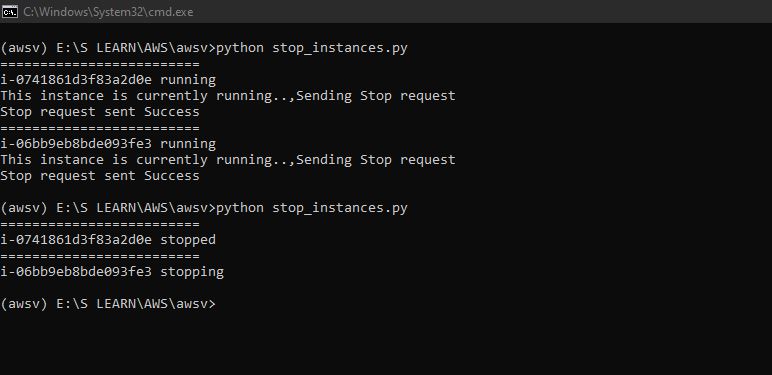 C:\Windows\System32\cmd.exe
(awsv) E:\S LEARN\AWS\awsv>python stop_instances.py
=========================
i-0741861d3f83a2d0e running
This instance is currently running..,Sending Stop request
Stop request sent Success
=========================
i-06bb9eb8bde093fe3 running
This instance is currently running..,Sending Stop request
Stop request sent Success
(awsv) E:\S LEARN\AWS\awsv>python stop_instances.py
=========================
i-0741861d3f83a2d0e stopped
=========================
i-06bb9eb8bde093fe3 stopping
(awsv) E:\S LEARN\AWS\awsv>